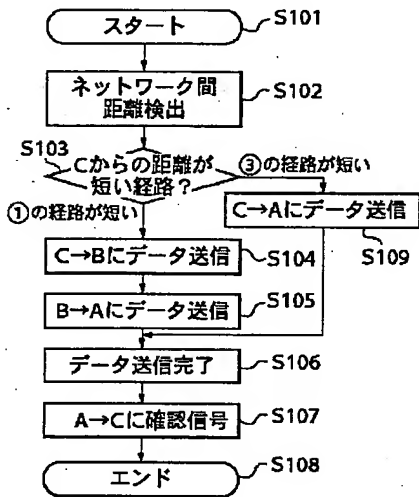 スタート
S101
ネットワーク間
距離検出
S102
S103
Cからの距離が
短い経路？
③の経路が短い
①の経路が短い
C→Aにデータ送信
S109
C→Bにデータ送信
S104
B→Aにデータ送信
S105
データ送信完了
S106
A→Cに確認信号
S107
エンド
S108